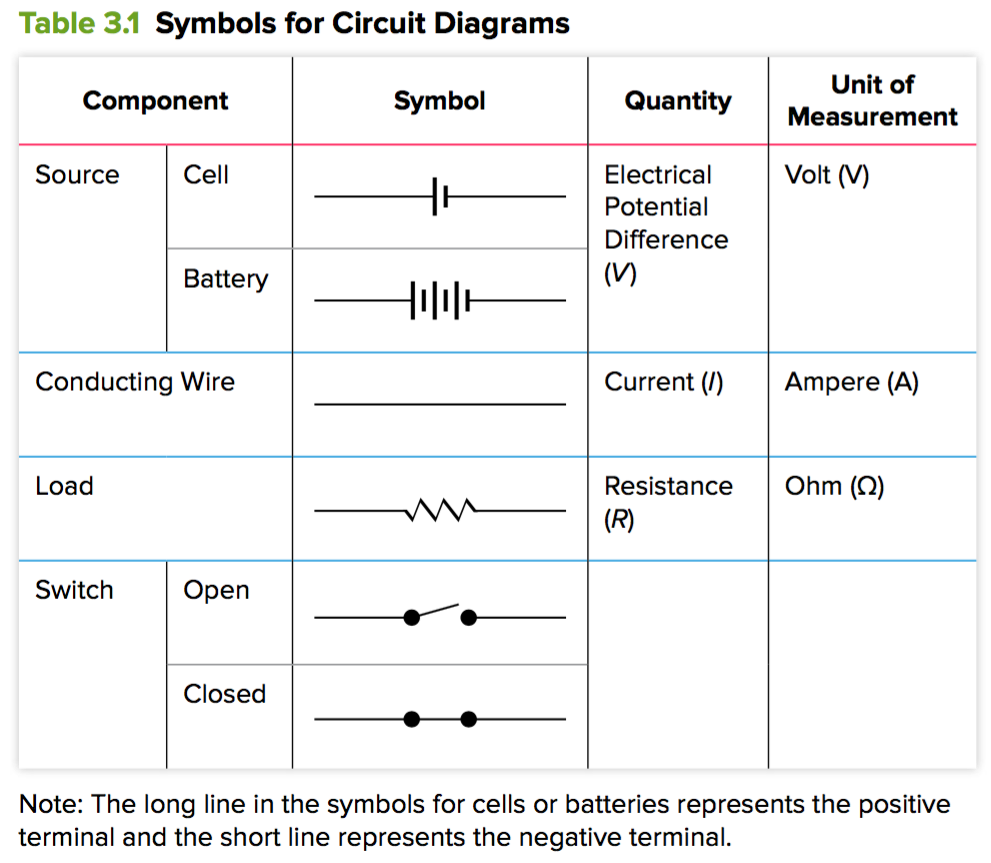 Table 3.1 Symbols for Circuit Diagrams
Component
Symbol
Quantity
Unit of
Measurement
Source
Cell
Electrical
Potential
Difference
(V)
Volt (V)
Battery
Conducting Wire
Current (I)
Ampere (A)
Load
Resistance
(R)
Ohm (Ω)
Switch
Open
Closed
Note: The long line in the symbols for cells or batteries represents the positive
terminal and the short line represents the negative terminal.